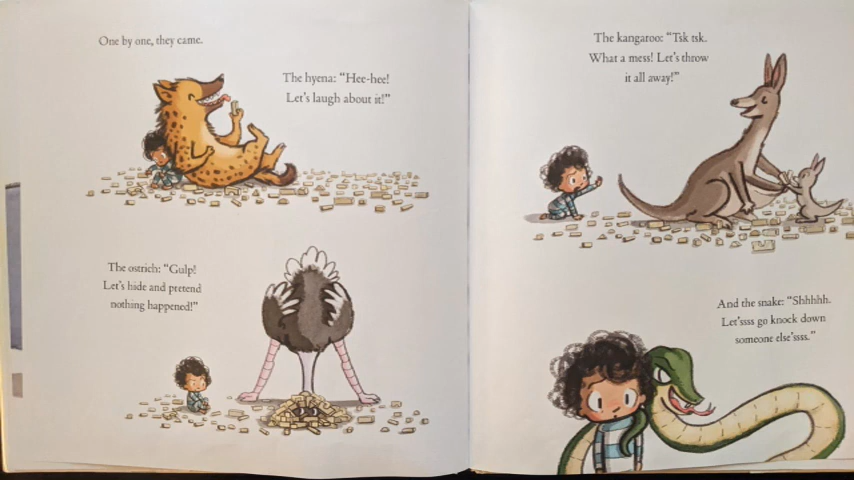 One by one, they came.
The hyena: “Hee-hee!
Let’s laugh about it!”
The ostrich: “Gulp!
Let’s hide and pretend
nothing happened!”
The kangaroo: “Tsk tsk.
What a mess! Let’s throw
it all away!”
And the snake: “Shhhhh.
Let’ssss go knock down
someone else’ssss.”